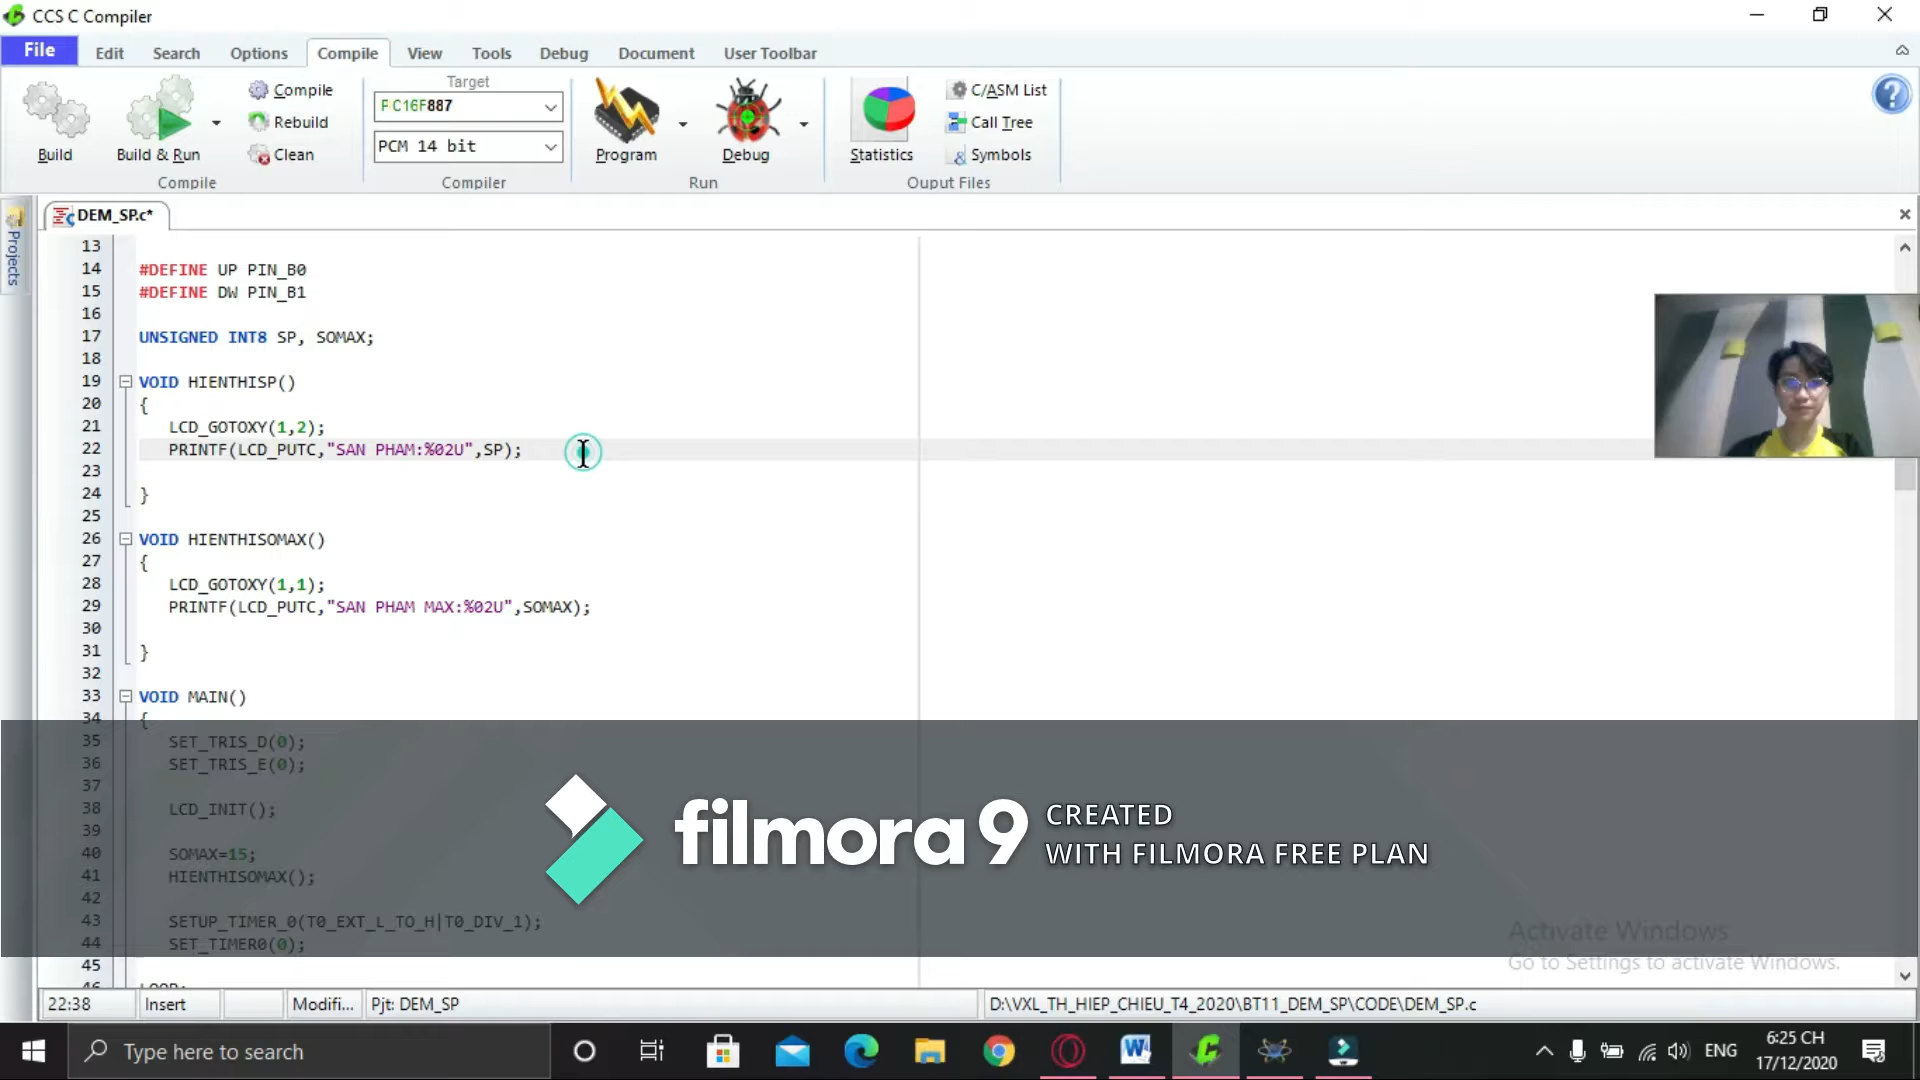 CCS C Compiler
File Edit Search Options Compile View Tools Debug Document User Toolbar
Build
Build & Run
Compile
Rebuild
Clean
Compile
Target
PIC16F887
PCM 14 bit
Compiler
Program
Debug
Run
Statistics
C/ASM List
Call Tree
Symbols
Ouput Files
Projects
DEM_SP.c*
13
14 #DEFINE UP PIN_B0
15 #DEFINE DW PIN_B1
16
17 UNSIGNED INT8 SP, SOMAX;
18
19 VOID HIENTHISP()
20 {
21 LCD_GOTOXY(1,2);
22 PRINTF(LCD_PUTC,"SAN PHAM:%02U",SP);
23
24 }
25
26 VOID HIENTHISOMAX()
27 {
28 LCD_GOTOXY(1,1);
29 PRINTF(LCD_PUTC,"SAN PHAM MAX:%02U",SOMAX);
30
31 }
32
33 VOID MAIN()
34 {
35 SET_TRIS_D(0);
36 SET_TRIS_E(0);
37
38 LCD_INIT();
39
40 SOMAX=15;
41 HIENTHISOMAX();
42
43 SETUP_TIMER_0(T0_EXT_L_TO_H|T0_DIV_1);
44 SET_TIMER0(0);
45
filmora9
CREATED
WITH FILMORA FREE PLAN
Activate Windows
Go to Settings to activate Windows.
22:38 Insert Modifi... Pjt: DEM_SP D:\VXL_TH_HIEP_CHIEU_T4_2020\BT11_DEM_SP\CODE\DEM_SP.c
Type here to search
ENG
6:25 CH
17/12/2020